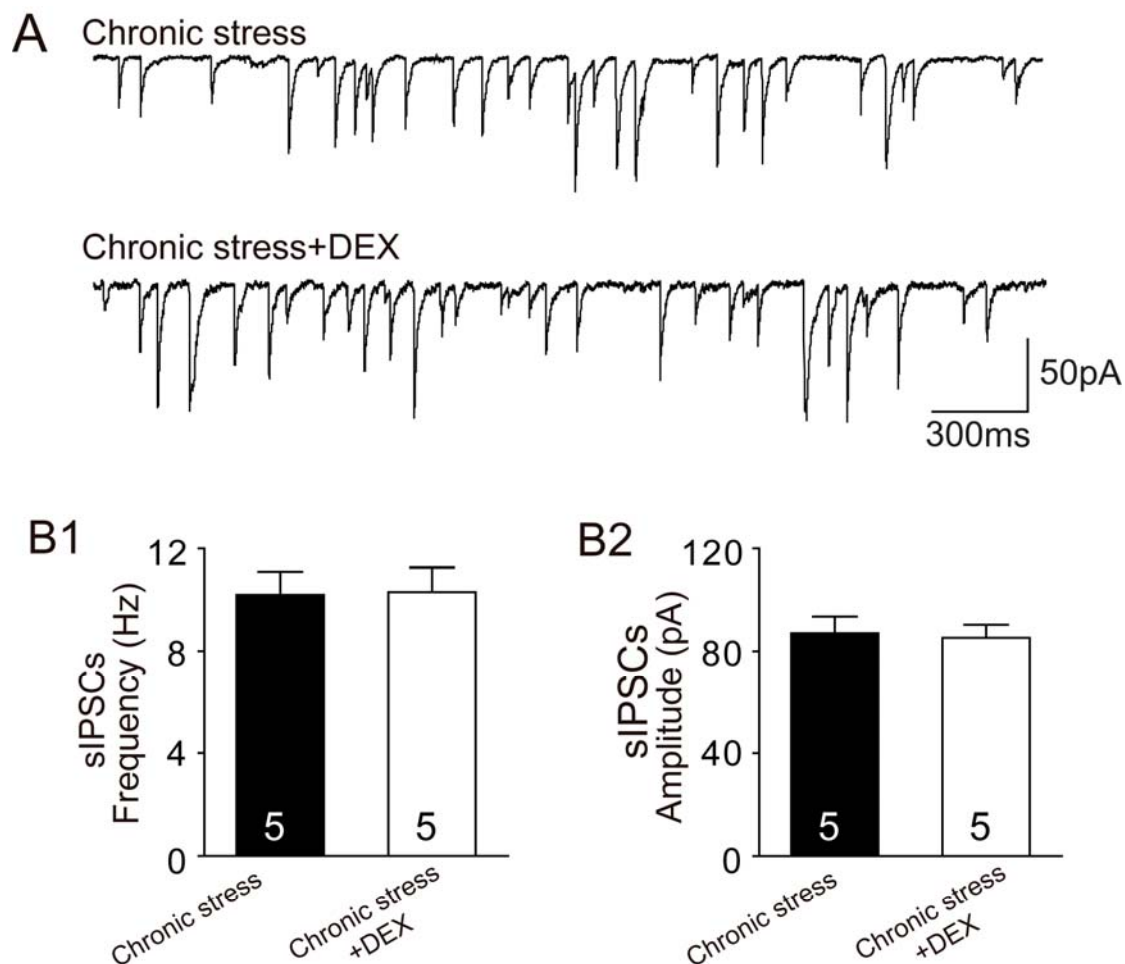 A
Chronic stress
Chronic stress+DEX
50pA
300ms
B1
sIPSCs
Frequency (Hz)
12
8
4
0
5
5
Chronic stress
Chronic stress
+DEX
B2
sIPSCs
Amplitude (pA)
120
80
40
0
5
5
Chronic stress
Chronic stress
+DEX